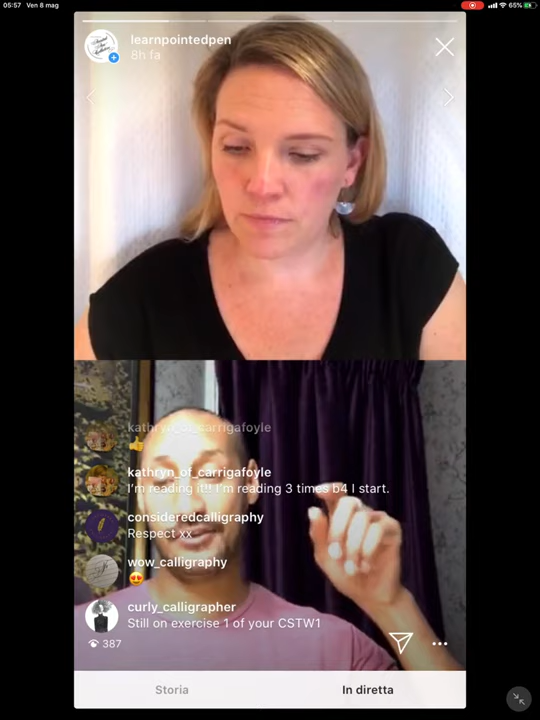 05:57 Ven 8 mag
65%
learnpointedpen
8h fa
kathryn_of_carrigafoyle
kathryn_of_carrigafoyle
I'm reading it!! I'm reading 3 times b4 I start.
consideredcalligraphy
Respect xx
wow_calligraphy
curly_calligrapher
Still on exercise 1 of your CSTW1
387
Storia
In diretta